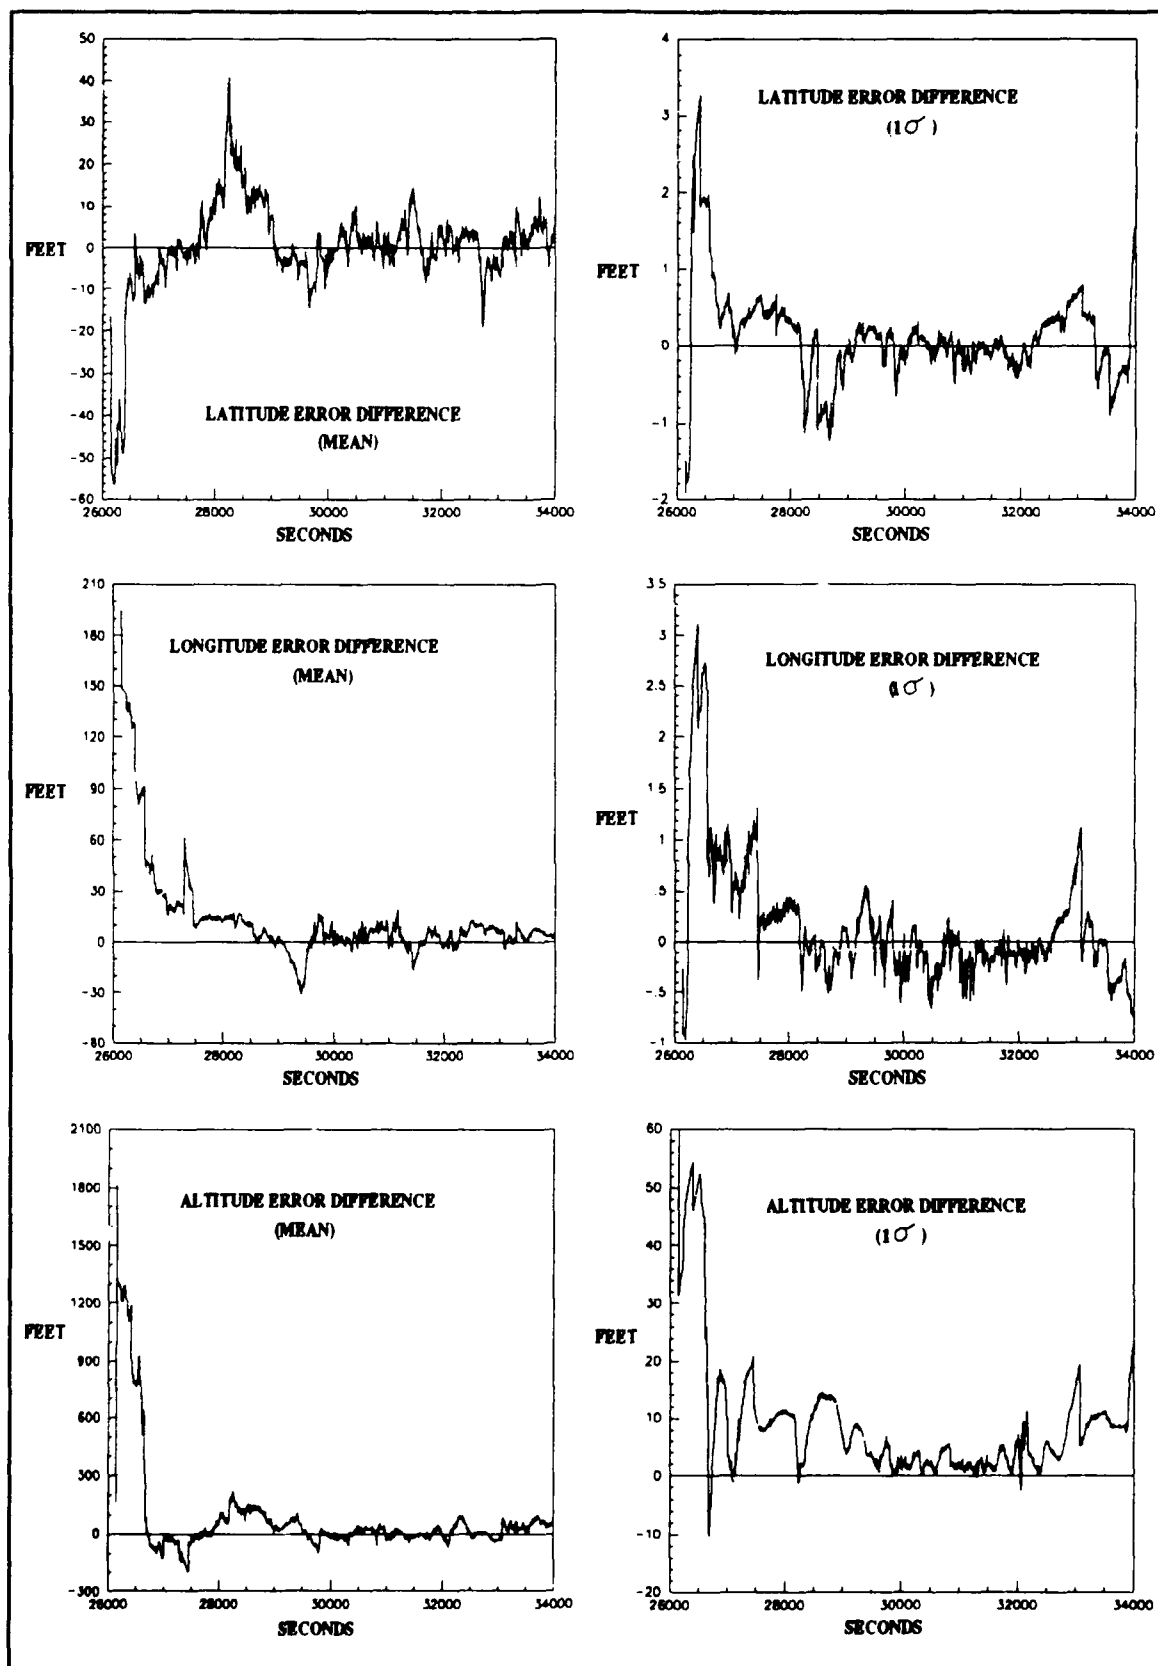 50
40
30
20
10
0
-10
-20
-30
-40
-50
-60
FEET
LATITUDE ERROR DIFFERENCE
(MEAN)
26000 28000 30000 32000 34000
SECONDS
4
3
2
1
0
-1
-2
FEET
LATITUDE ERROR DIFFERENCE
(1σ)
26000 28000 30000 32000 34000
SECONDS
210
180
150
120
90
60
30
0
-30
-80
FEET
LONGITUDE ERROR DIFFERENCE
(MEAN)
26000 28000 30000 32000 34000
SECONDS
3.5
3
2.5
2
1.5
1
.5
0
-.5
-1
FEET
LONGITUDE ERROR DIFFERENCE
(1σ)
26000 28000 30000 32000 34000
SECONDS
2100
1800
1500
1200
900
600
300
0
-300
FEET
ALTITUDE ERROR DIFFERENCE
(MEAN)
26000 28000 30000 32000 34000
SECONDS
60
50
40
30
20
10
0
-10
-20
FEET
ALTITUDE ERROR DIFFERENCE
(1σ)
26000 28000 30000 32000 34000
SECONDS